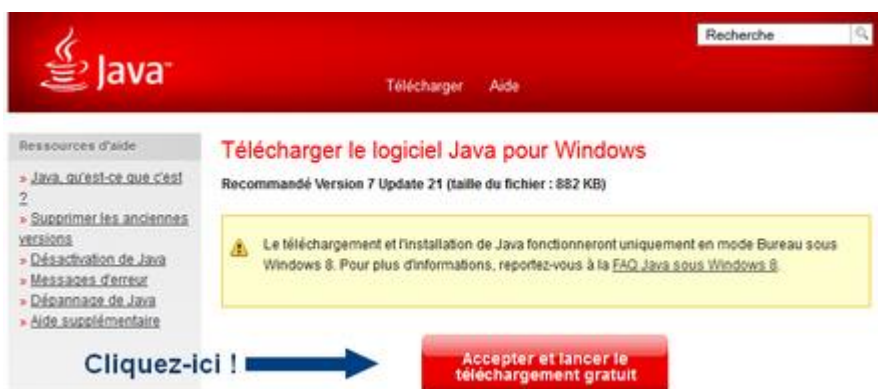 Recherche
Java™
Télécharger Aide
Ressources d'aide
» Java, qu'est-ce que c'est
?
» Supprimer les anciennes
versions
» Désactivation de Java
» Messages d'erreur
» Dépannage de Java
» Aide supplémentaire
Télécharger le logiciel Java pour Windows
Recommandé Version 7 Update 21 (taille du fichier : 882 KB)
Le téléchargement et l'installation de Java fonctionneront uniquement en mode Bureau sous
Windows 8. Pour plus d'informations, reportez-vous à la FAQ Java sous Windows 8.
Cliquez-ici !
Accepter et lancer le
téléchargement gratuit